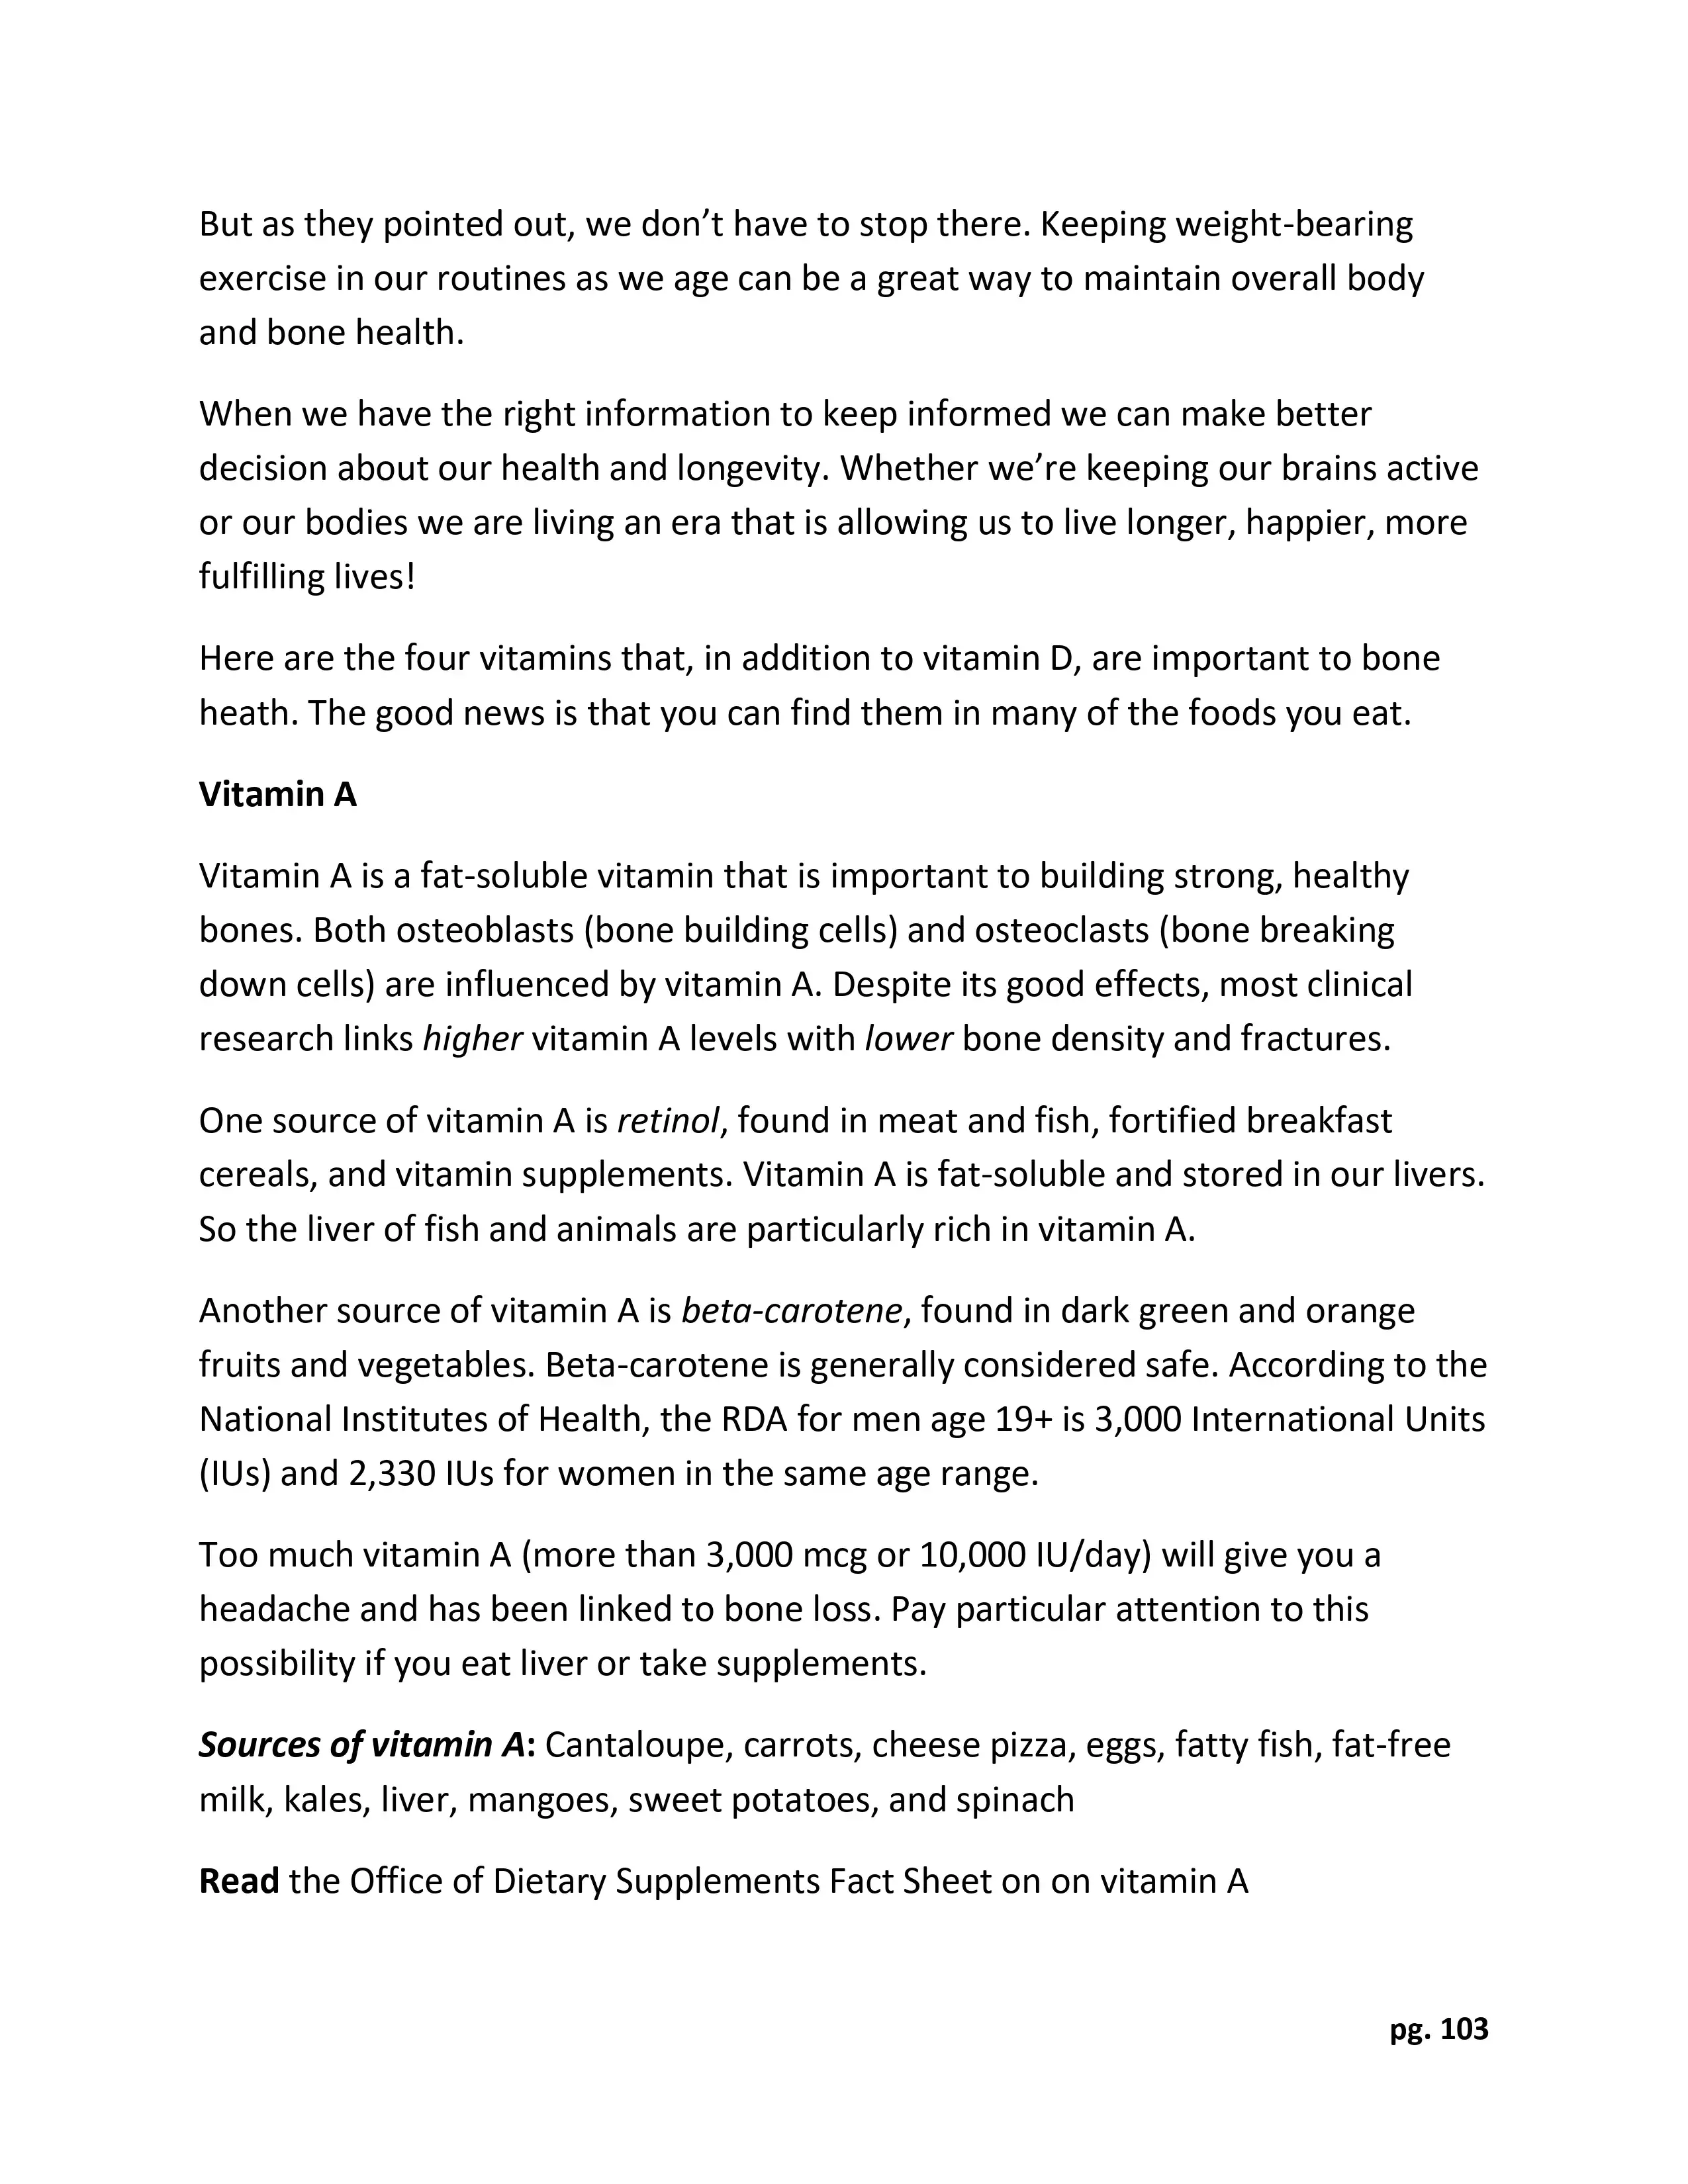 But as they pointed out, we don’t have to stop there. Keeping weight-bearing
exercise in our routines as we age can be a great way to maintain overall body
and bone health.
When we have the right information to keep informed we can make better
decision about our health and longevity. Whether we’re keeping our brains active
or our bodies we are living an era that is allowing us to live longer, happier, more
fulfilling lives!
Here are the four vitamins that, in addition to vitamin D, are important to bone
heath. The good news is that you can find them in many of the foods you eat.
Vitamin A
Vitamin A is a fat-soluble vitamin that is important to building strong, healthy
bones. Both osteoblasts (bone building cells) and osteoclasts (bone breaking
down cells) are influenced by vitamin A. Despite its good effects, most clinical
research links higher vitamin A levels with lower bone density and fractures.
One source of vitamin A is retinol, found in meat and fish, fortified breakfast
cereals, and vitamin supplements. Vitamin A is fat-soluble and stored in our livers.
So the liver of fish and animals are particularly rich in vitamin A.
Another source of vitamin A is beta-carotene, found in dark green and orange
fruits and vegetables. Beta-carotene is generally considered safe. According to the
National Institutes of Health, the RDA for men age 19+ is 3,000 International Units
(IUs) and 2,330 IUs for women in the same age range.
Too much vitamin A (more than 3,000 mcg or 10,000 IU/day) will give you a
headache and has been linked to bone loss. Pay particular attention to this
possibility if you eat liver or take supplements.
Sources of vitamin A: Cantaloupe, carrots, cheese pizza, eggs, fatty fish, fat-free
milk, kales, liver, mangoes, sweet potatoes, and spinach
Read the Office of Dietary Supplements Fact Sheet on on vitamin A
pg. 103